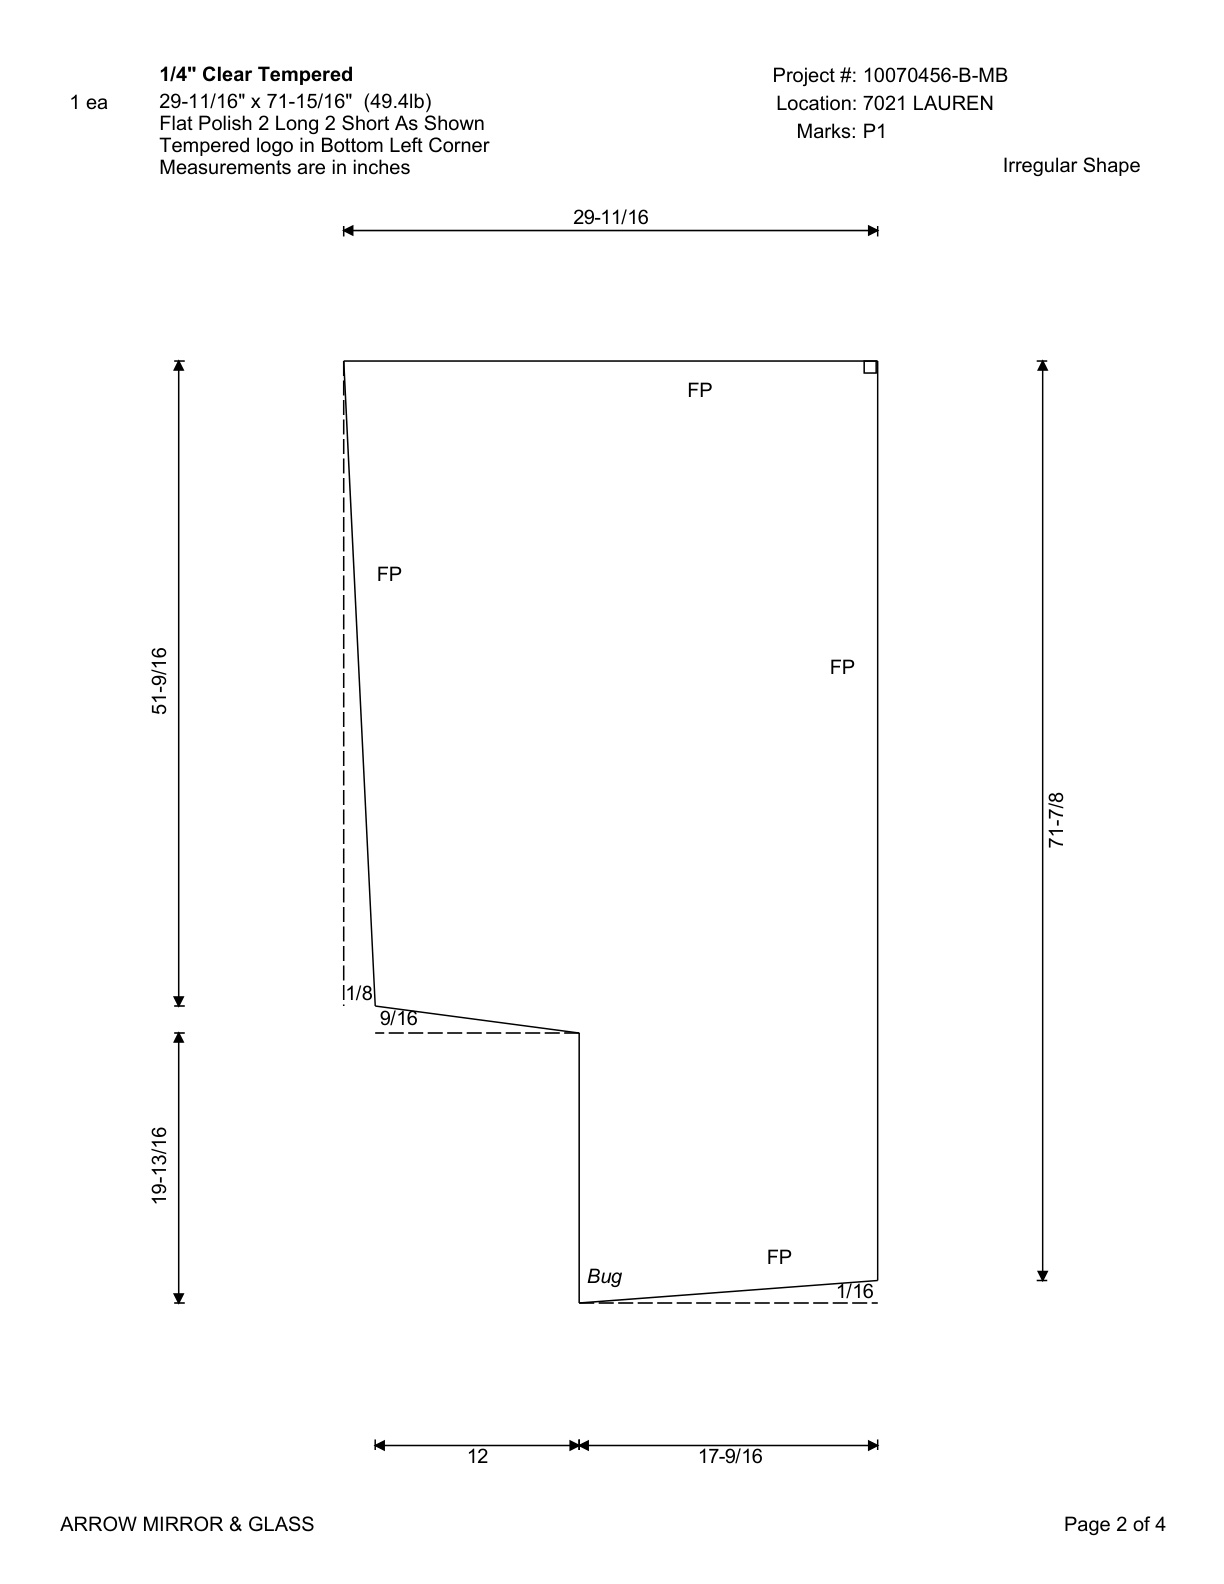 1/4" Clear Tempered
1 ea
29-11/16" x 71-15/16" (49.4lb)
Flat Polish 2 Long 2 Short As Shown
Tempered logo in Bottom Left Corner
Measurements are in inches
Project #: 10070456-B-MB
Location: 7021 LAUREN
Marks: P1
Irregular Shape
29-11/16
FP
FP
FP
51-9/16
71-7/8
1/8
9/16
19-13/16
FP
Bug
1/16
12
17-9/16
ARROW MIRROR & GLASS
Page 2 of 4